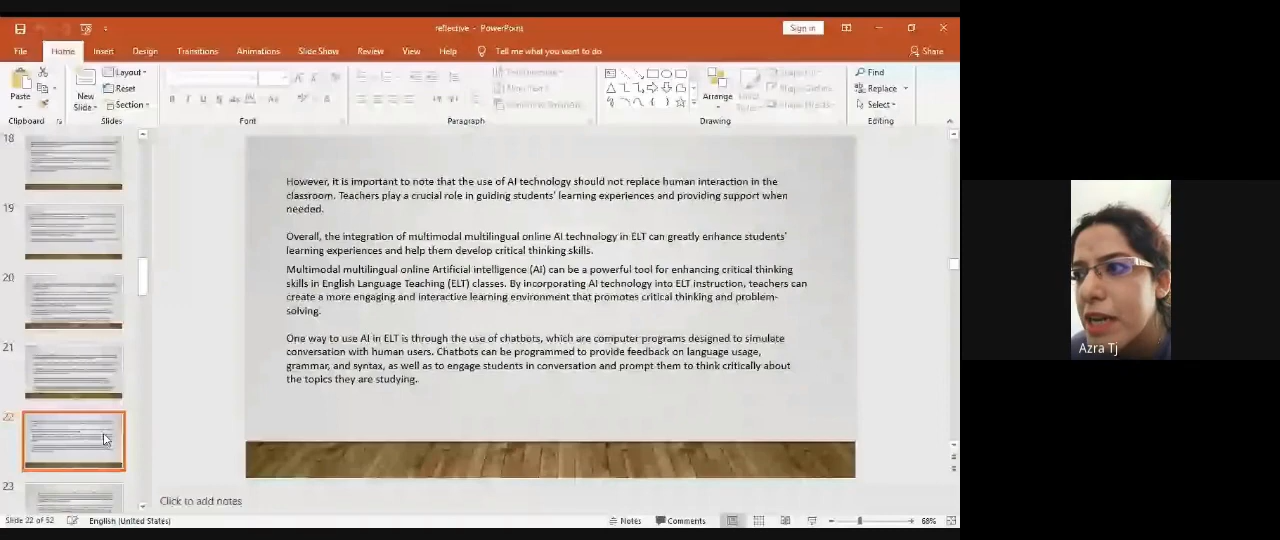 reflective - PowerPoint
Sign in
File Home Insert Design Transitions Animations Slide Show Review View Help Tell me what you want to do Share
Paste
New Slide
Layout
Reset
Section
Arrange
Find
Replace
Select
Clipboard Slides Font Paragraph Drawing Editing
18
19
20
21
22
23
However, it is important to note that the use of AI technology should not replace human interaction in the
classroom. Teachers play a crucial role in guiding students' learning experiences and providing support when
needed.
Overall, the integration of multimodal multilingual online AI technology in ELT can greatly enhance students'
learning experiences and help them develop critical thinking skills.
Multimodal multilingual online Artificial intelligence (AI) can be a powerful tool for enhancing critical thinking
skills in English Language Teaching (ELT) classes. By incorporating AI technology into ELT instruction, teachers can
create a more engaging and interactive learning environment that promotes critical thinking and problem-
solving.
One way to use AI in ELT is through the use of chatbots, which are computer programs designed to simulate
conversation with human users. Chatbots can be programmed to provide feedback on language usage,
grammar, and syntax, as well as to engage students in conversation and prompt them to think critically about
the topics they are studying.
Click to add notes
Slide 22 of 52 English (United States) Notes Comments 68%
Azra Tj